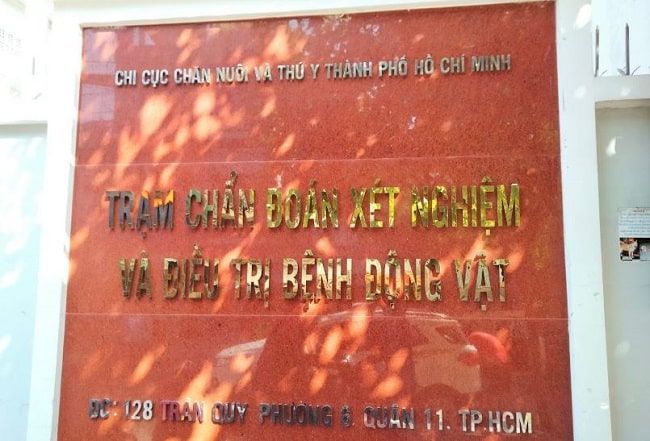 CHI CỤC CHĂN NUÔI VÀ THÚ Y THÀNH PHỐ HỒ CHÍ MINH
TRẠM CHẨN ĐOÁN XÉT NGHIỆM
VÀ ĐIỀU TRỊ BỆNH ĐỘNG VẬT
ĐC: 128 TRẦN QUÝ PHƯỜNG 6. QUẬN 11. TP.HCM